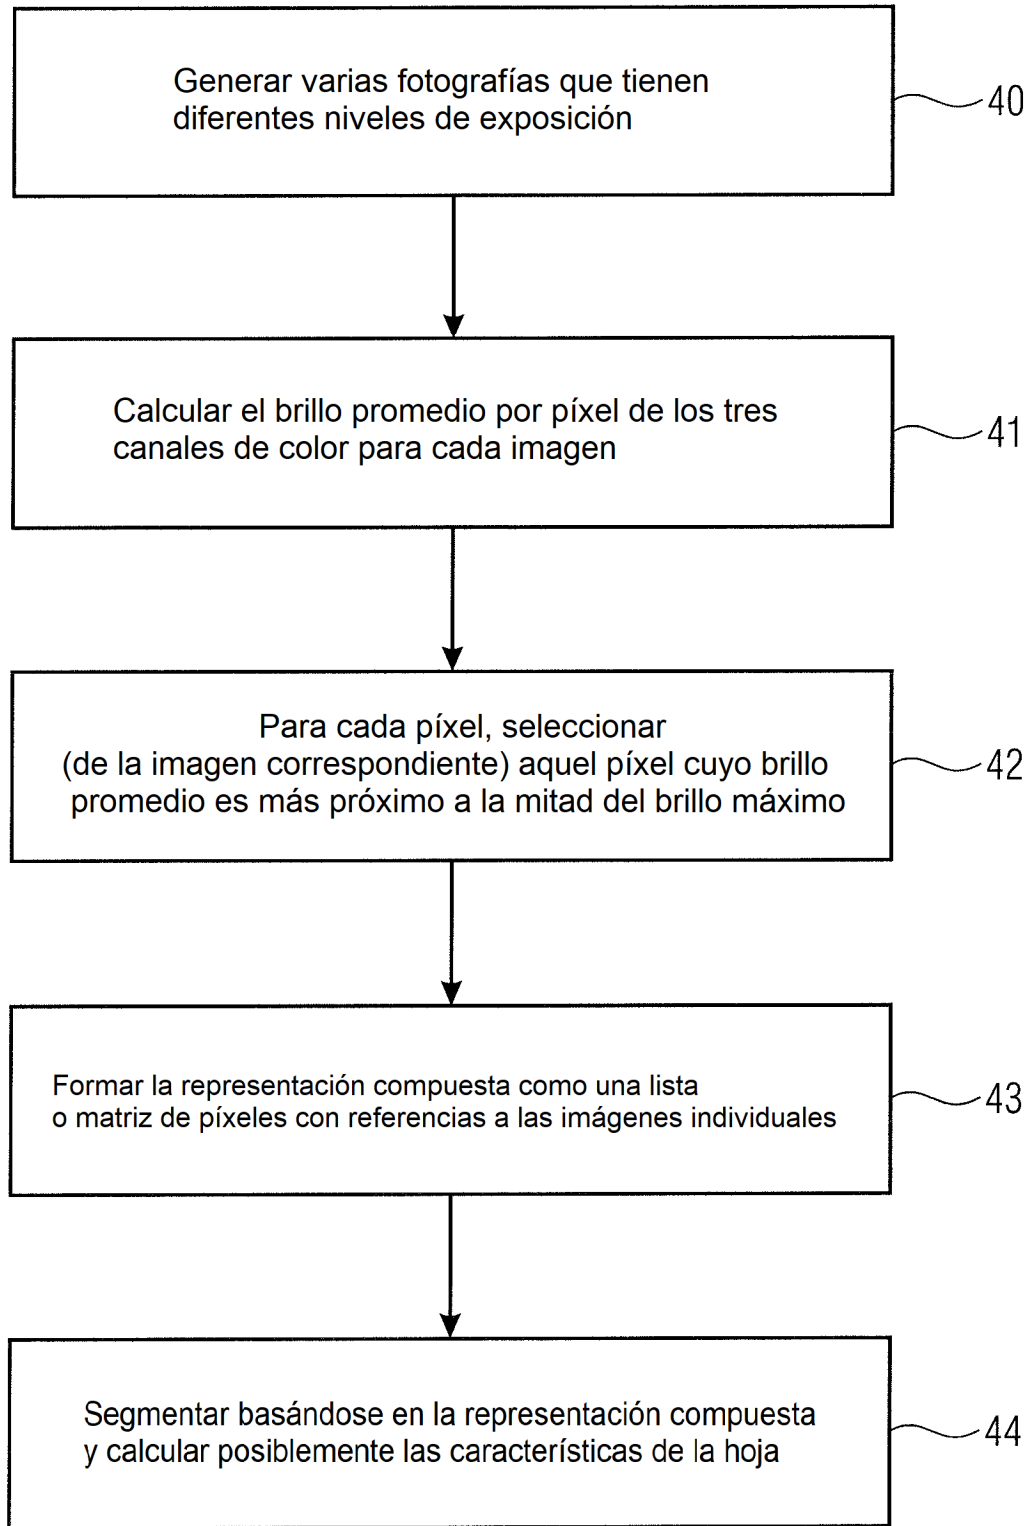 Generar varias fotografías que tienen
diferentes niveles de exposición
40
Calcular el brillo promedio por píxel de los tres
canales de color para cada imagen
41
Para cada píxel, seleccionar
(de la imagen correspondiente) aquel píxel cuyo brillo
promedio es más próximo a la mitad del brillo máximo
42
Formar la representación compuesta como una lista
o matriz de píxeles con referencias a las imágenes individuales
43
Segmentar basándose en la representación compuesta
y calcular posiblemente las características de la hoja
44